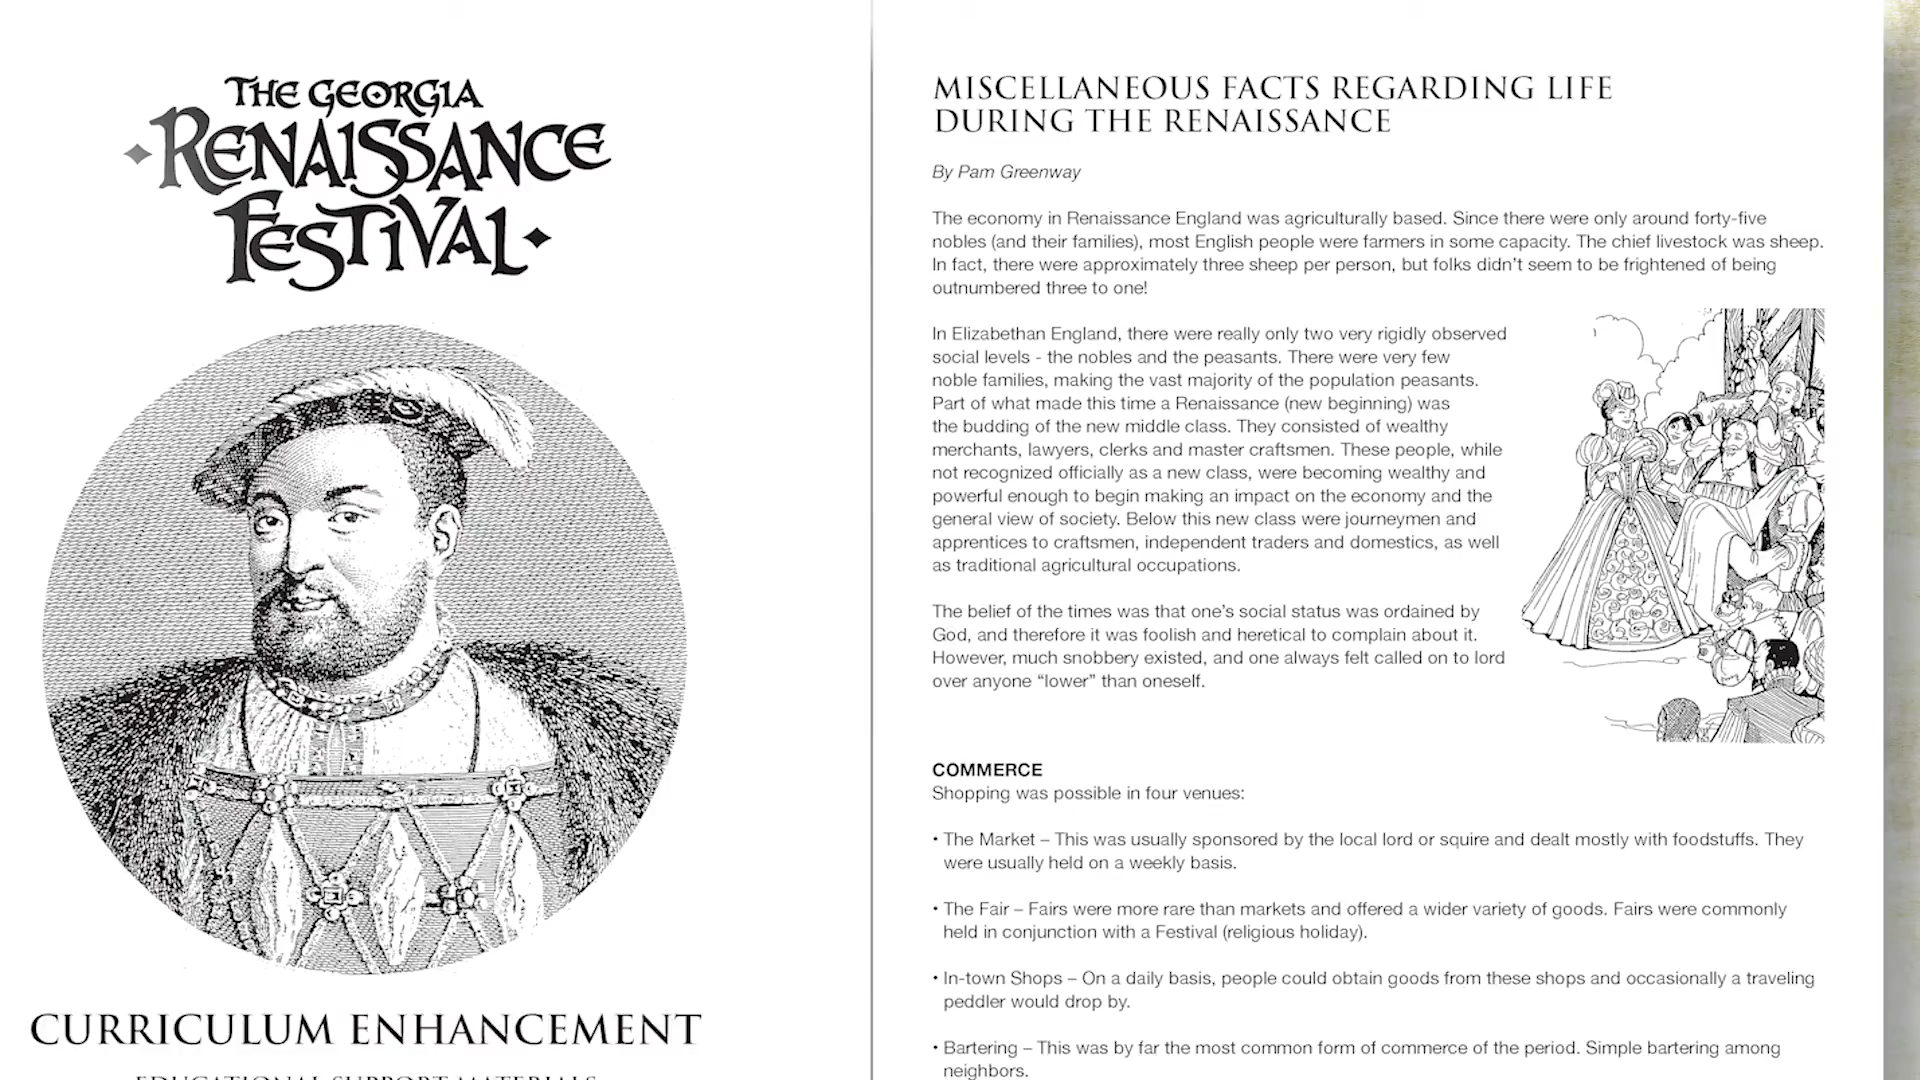 THE GEORGIA
RENAISSANCE
FESTIVAL
CURRICULUM ENHANCEMENT
EDUCATIONAL SUPPORT MATERIALS
MISCELLANEOUS FACTS REGARDING LIFE
DURING THE RENAISSANCE
By Pam Greenway
The economy in Renaissance England was agriculturally based. Since there were only around forty-five
nobles (and their families), most English people were farmers in some capacity. The chief livestock was sheep.
In fact, there were approximately three sheep per person, but folks didn’t seem to be frightened of being
outnumbered three to one!
In Elizabethan England, there were really only two very rigidly observed
social levels - the nobles and the peasants. There were very few
noble families, making the vast majority of the population peasants.
Part of what made this time a Renaissance (new beginning) was
the budding of the new middle class. They consisted of wealthy
merchants, lawyers, clerks and master craftsmen. These people, while
not recognized officially as a new class, were becoming wealthy and
powerful enough to begin making an impact on the economy and the
general view of society. Below this new class were journeymen and
apprentices to craftsmen, independent traders and domestics, as well
as traditional agricultural occupations.
The belief of the times was that one’s social status was ordained by
God, and therefore it was foolish and heretical to complain about it.
However, much snobbery existed, and one always felt called on to lord
over anyone “lower” than oneself.
COMMERCE
Shopping was possible in four venues:
• The Market – This was usually sponsored by the local lord or squire and dealt mostly with foodstuffs. They
were usually held on a weekly basis.
• The Fair – Fairs were more rare than markets and offered a wider variety of goods. Fairs were commonly
held in conjunction with a Festival (religious holiday).
• In-town Shops – On a daily basis, people could obtain goods from these shops and occasionally a traveling
peddler would drop by.
• Bartering – This was by far the most common form of commerce of the period. Simple bartering among
neighbors.